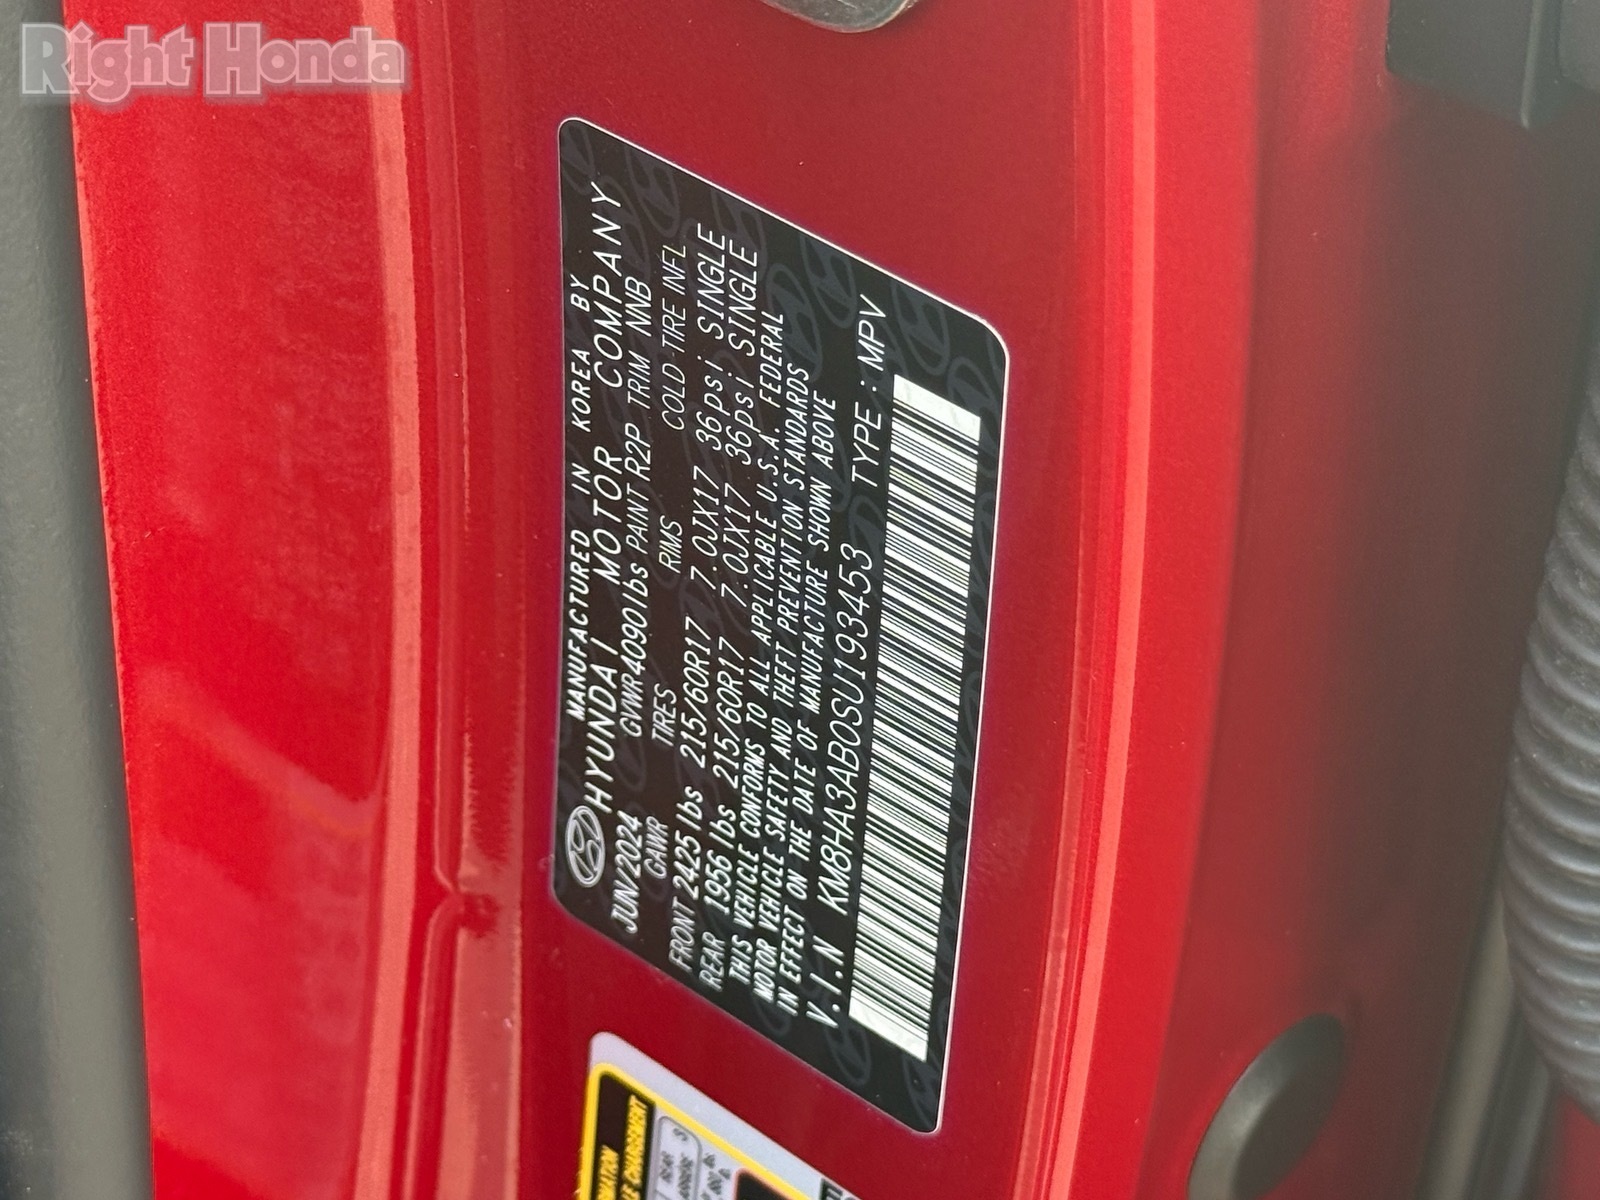 Right Honda
MANUFACTURED IN KOREA BY
HYUNDAI MOTOR COMPANY
JUN/2024 GVWR 4090lbs PAINT R2P TRIM NNB
GAWR TIRES RIMS COLD TIRE INFL
FRONT 2425 lbs 215/60R17 7.0JX17 36psi SINGLE
REAR 1956 lbs 215/60R17 7.0JX17 36psi SINGLE
THIS VEHICLE CONFORMS TO ALL APPLICABLE U.S.A. FEDERAL
MOTOR VEHICLE SAFETY AND THEFT PREVENTION STANDARDS
IN EFFECT ON THE DATE OF MANUFACTURE SHOWN ABOVE
V.I.N KM8HA3AB0SU193453 TYPE : MPV
REAR